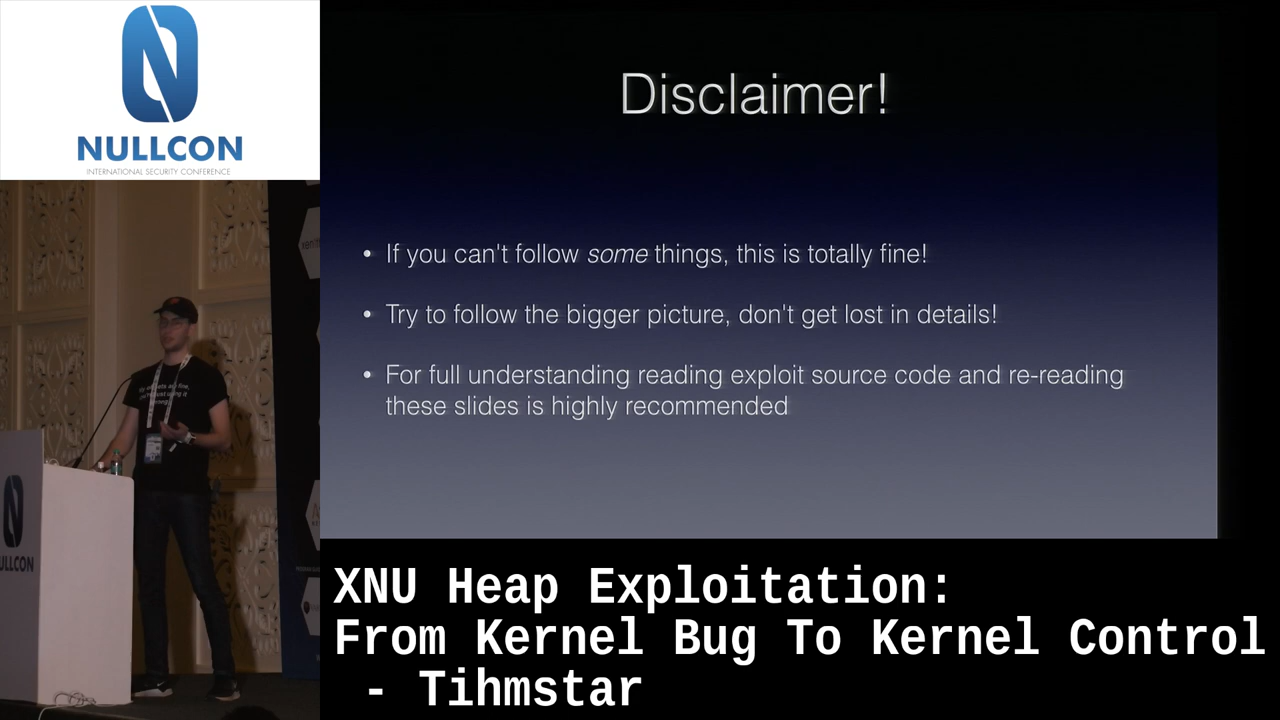 NULLCON
INTERNATIONAL SECURITY CONFERENCE
Disclaimer!
• If you can't follow some things, this is totally fine!
• Try to follow the bigger picture, don't get lost in details!
• For full understanding reading exploit source code and re-reading
these slides is highly recommended
NULLCON
XNU Heap Exploitation:
From Kernel Bug To Kernel Control
- Tihmstar